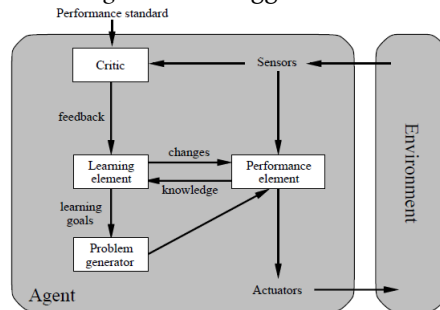 Performance standard
Critic
Sensors
feedback
Learning
element
changes
knowledge
Performance
element
Environment
learning
goals
Problem
generator
Agent
Actuators